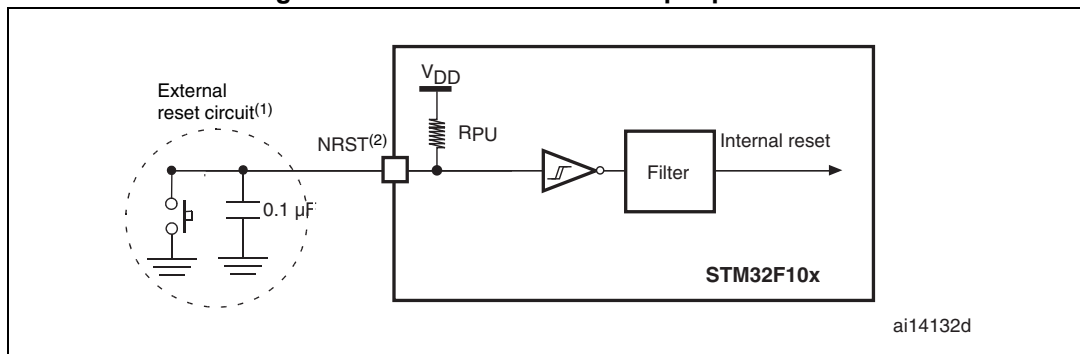 External
reset circuit(1)
NRST(2)
VDD
RPU
0.1 µF
Filter
Internal reset
STM32F10x
ai14132d